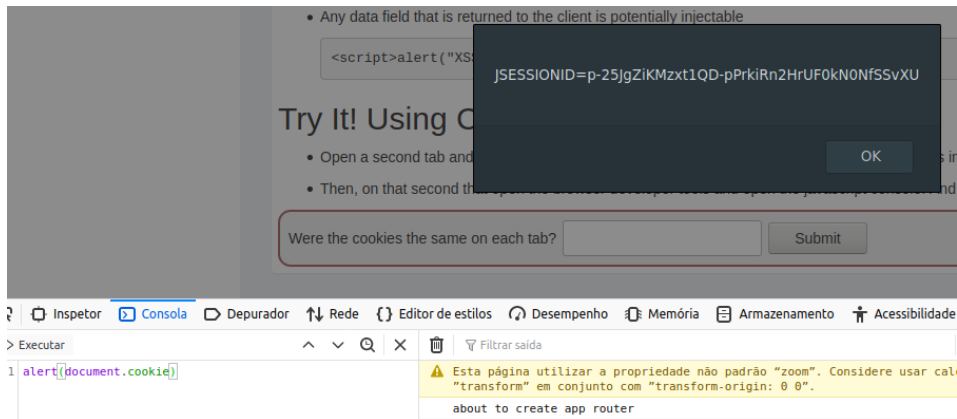 Any data field that is returned to the client is potentially injectable
<script>alert("XS
JSESSIONID=p-25JgZiKMzxt1QD-pPrkiRn2HrUF0kN0NfSSvXU
Try It! Using C
OK
Open a second tab and
Then, on that second
Were the cookies the same on each tab? Submit
Inspetor Consola Depurador Rede Editor de estilos Desempenho Memória Armazenamento Acessibilidade
Executar Filtrar saída
1 alert(document.cookie)
Esta página utilizar a propriedade não padrão “zoom”. Considere usar calc
“transform” em conjunto com “transform-origin: 0 0”.
about to create app router